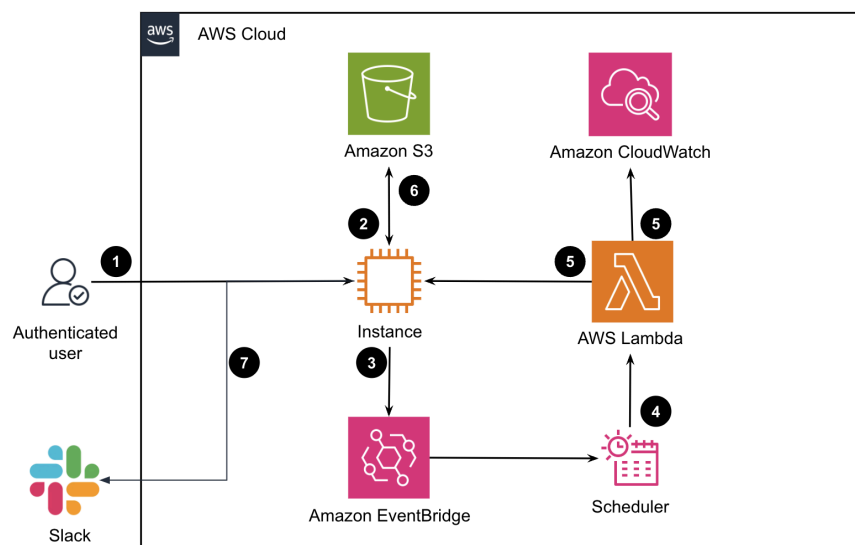 aws
AWS Cloud
Amazon S3
Amazon CloudWatch
6
2
5
1
5
Instance
AWS Lambda
Authenticated
user
3
7
4
Scheduler
Amazon EventBridge
Slack